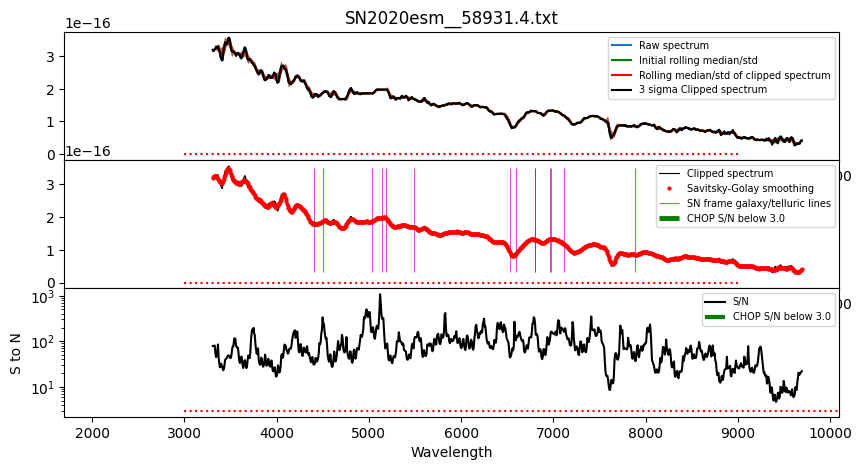 SN2020esm__58931.4.txt
1e−16
3
2
1
0
Raw spectrum
Initial rolling median/std
Rolling median/std of clipped spectrum
3 sigma Clipped spectrum
1e−16
3
2
1
0
Clipped spectrum
Savitsky-Golay smoothing
SN frame galaxy/telluric lines
CHOP S/N below 3.0
S to N
10³
10²
10¹
S/N
CHOP S/N below 3.0
2000 3000 4000 5000 6000 7000 8000 9000 10000
Wavelength